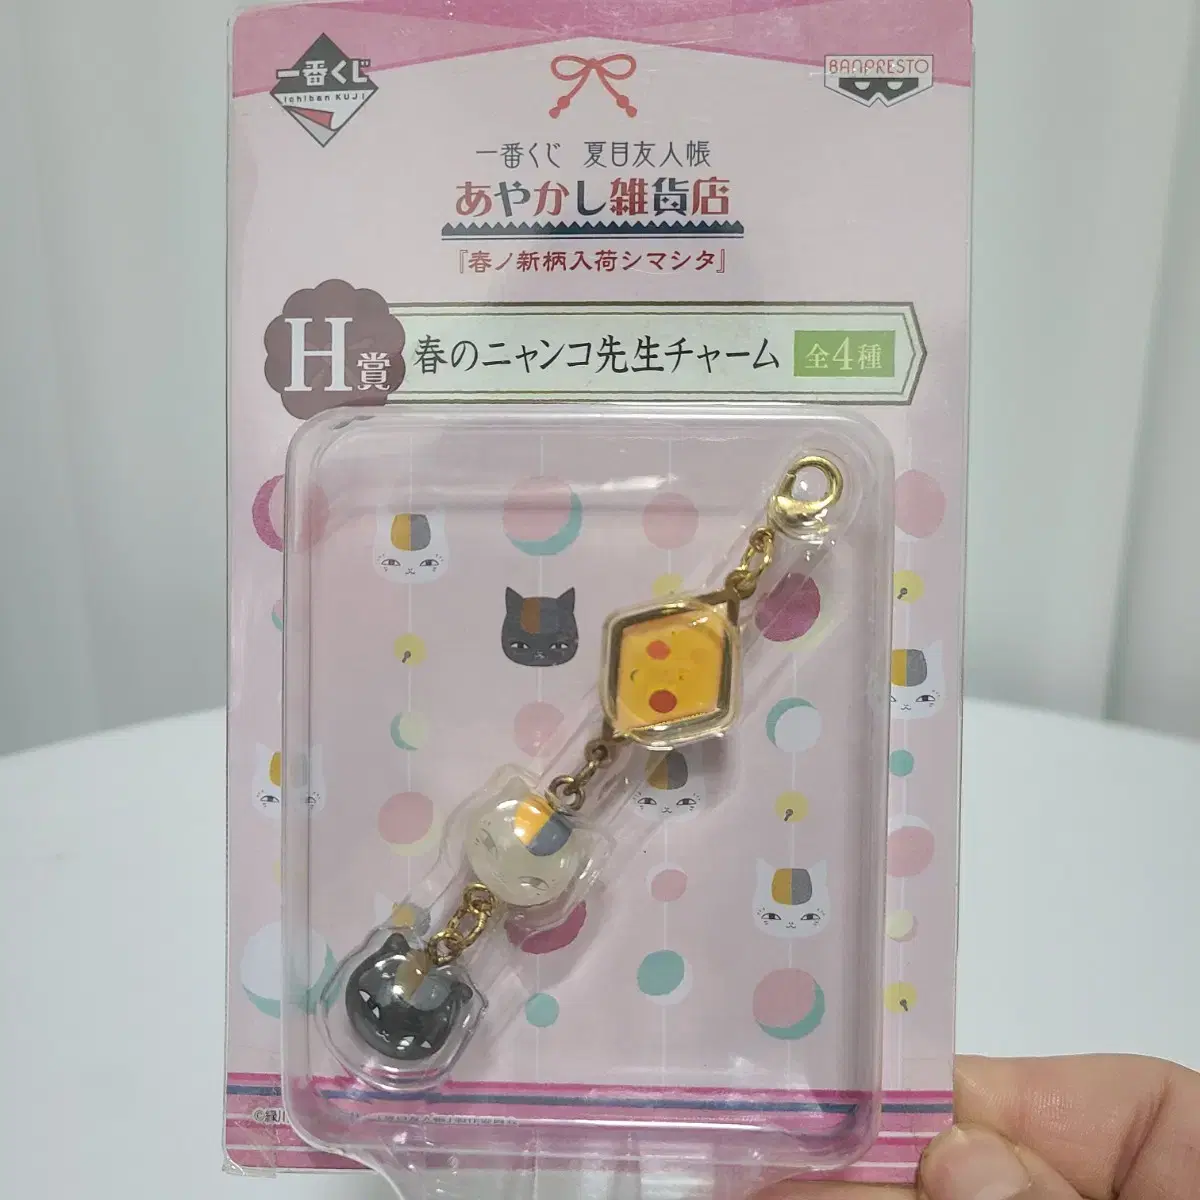 一番くじ
Ichiban KUJI
BANPRESTO
一番くじ 夏目友人帳
あやかし雑貨店
『春ノ新柄入荷シマシタ』
H賞
春のニャンコ先生チャーム
全4種
©緑川